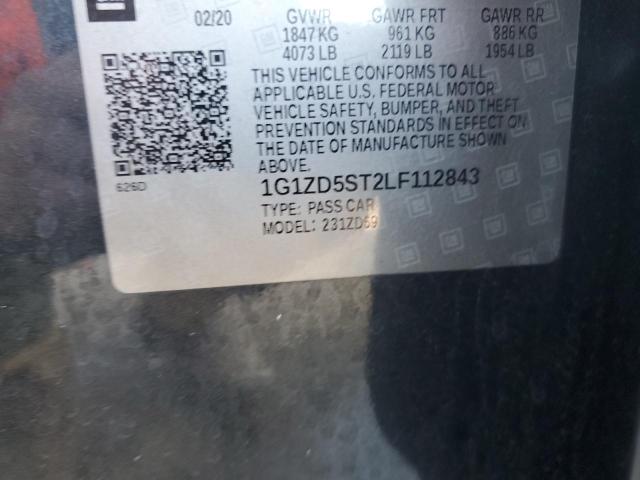 02/20 GVWR GAWR FRT GAWR RR
1847 KG 961 KG 886 KG
4073 LB 2119 LB 1954 LB
THIS VEHICLE CONFORMS TO ALL
APPLICABLE U.S. FEDERAL MOTOR
VEHICLE SAFETY, BUMPER, AND THEFT
PREVENTION STANDARDS IN EFFECT ON
THE DATE OF MANUFACTURE SHOWN
ABOVE.
626D
1G1ZD5ST2LF112843
TYPE: PASS CAR
MODEL: 231ZD69